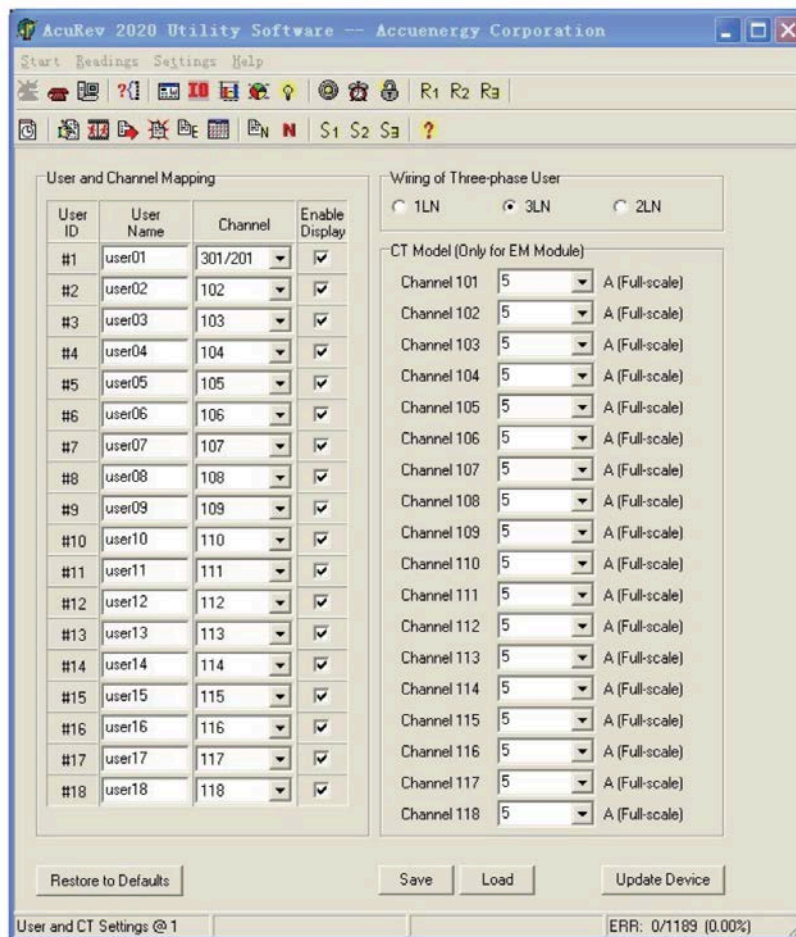 AcuRev 2020 Utility Software -- Accuenergy Corporation
Start Readings Settings Help
?{] IO R1 R2 R3
E N N S1 S2 S3 ?
User and Channel Mapping
User ID User Name Channel Enable Display
#1 user01 301/201
#2 user02 102
#3 user03 103
#4 user04 104
#5 user05 105
#6 user06 106
#7 user07 107
#8 user08 108
#9 user09 109
#10 user10 110
#11 user11 111
#12 user12 112
#13 user13 113
#14 user14 114
#15 user15 115
#16 user16 116
#17 user17 117
#18 user18 118
Wiring of Three-phase User
1LN 3LN 2LN
CT Model (Only for EM Module)
Channel 101 5 A (Full-scale)
Channel 102 5 A (Full-scale)
Channel 103 5 A (Full-scale)
Channel 104 5 A (Full-scale)
Channel 105 5 A (Full-scale)
Channel 106 5 A (Full-scale)
Channel 107 5 A (Full-scale)
Channel 108 5 A (Full-scale)
Channel 109 5 A (Full-scale)
Channel 110 5 A (Full-scale)
Channel 111 5 A (Full-scale)
Channel 112 5 A (Full-scale)
Channel 113 5 A (Full-scale)
Channel 114 5 A (Full-scale)
Channel 115 5 A (Full-scale)
Channel 116 5 A (Full-scale)
Channel 117 5 A (Full-scale)
Channel 118 5 A (Full-scale)
Restore to Defaults Save Load Update Device
User and CT Settings @ 1 ERR: 0/1189 (0.00%)